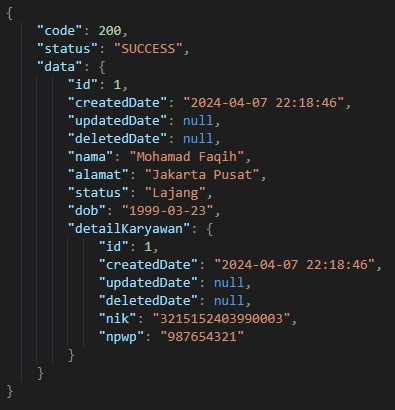 {
    "code": 200,
    "status": "SUCCESS",
    "data": {
        "id": 1,
        "createdDate": "2024-04-07 22:18:46",
        "updatedDate": null,
        "deletedDate": null,
        "nama": "Mohamad Faqih",
        "alamat": "Jakarta Pusat",
        "status": "Lajang",
        "dob": "1999-03-23",
        "detailKaryawan": {
            "id": 1,
            "createdDate": "2024-04-07 22:18:46",
            "updatedDate": null,
            "deletedDate": null,
            "nik": "3215152403990003",
            "npwp": "987654321"
        }
    }
}